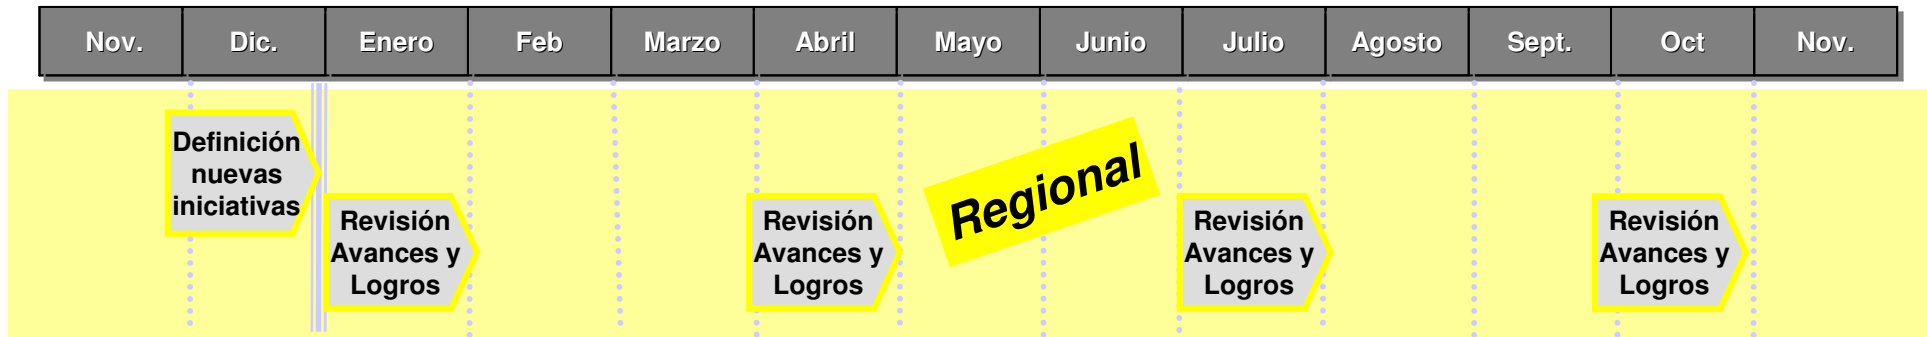 Nov. Dic. Enero Feb Marzo Abril Mayo Junio Julio Agosto Sept. Oct Nov.
Definición
nuevas
iniciativas
Revisión
Avances y
Logros
Revisión
Avances y
Logros
Regional
Revisión
Avances y
Logros
Revisión
Avances y
Logros